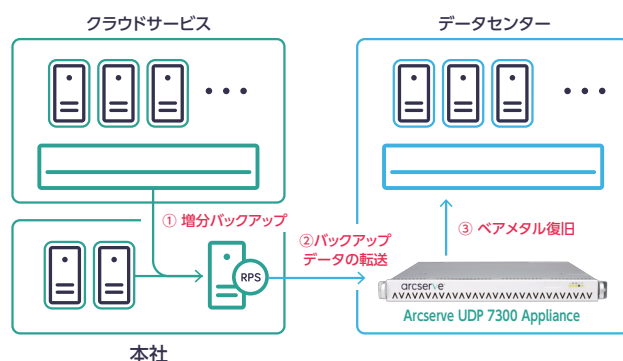 クラウドサービス
データセンター
① 増分バックアップ
②バックアップ
データの転送
③ ベアメタル復旧
RPS
arcserve
Arcserve UDP 7300 Appliance
本社